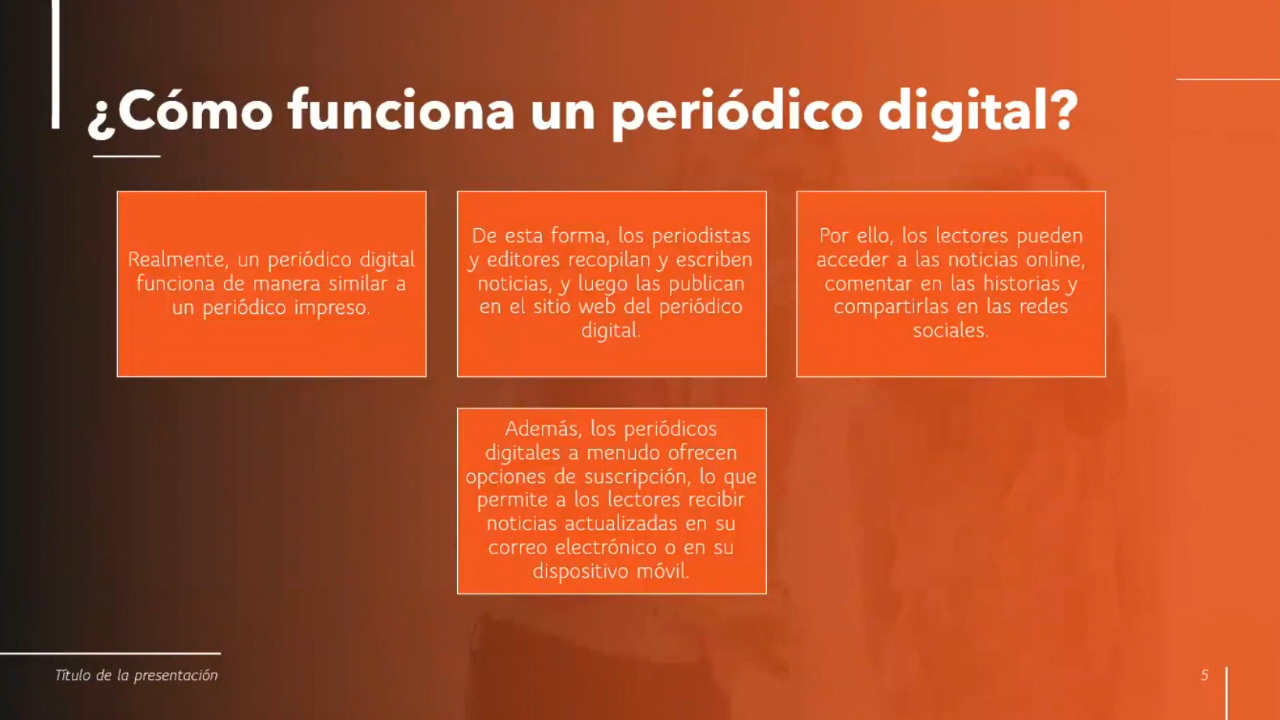 ¿Cómo funciona un periódico digital?
Realmente, un periódico digital
funciona de manera similar a
un periódico impreso.
De esta forma, los periodistas
y editores recopilan y escriben
noticias, y luego las publican
en el sitio web del periódico
digital.
Por ello, los lectores pueden
acceder a las noticias online,
comentar en las historias y
compartirlas en las redes
sociales.
Además, los periódicos
digitales a menudo ofrecen
opciones de suscripción, lo que
permite a los lectores recibir
noticias actualizadas en su
correo electrónico o en su
dispositivo móvil.
Título de la presentación
5